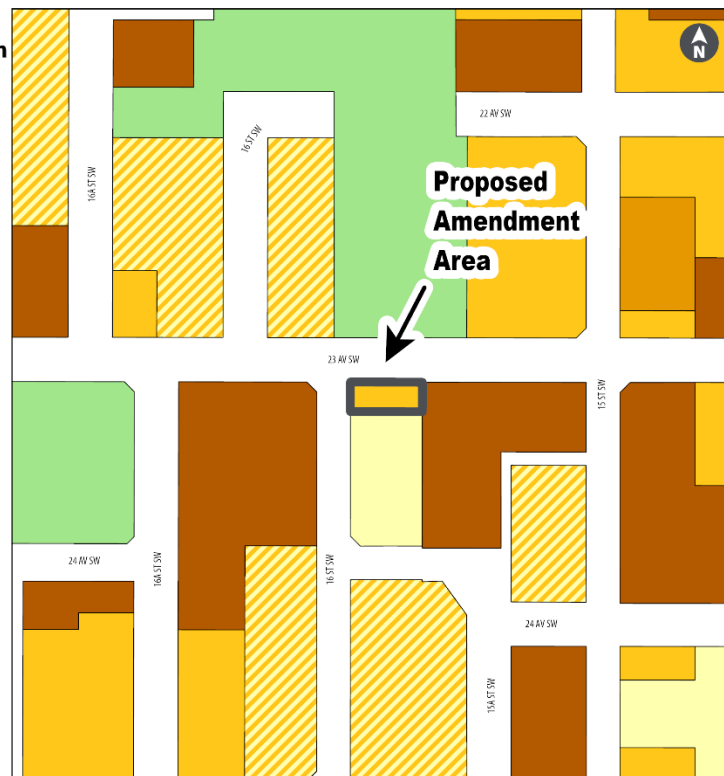 n
N
22 AV SW
16A ST SW
16 ST SW
Proposed
Amendment
Area
23 AV SW
15 ST SW
24 AV SW
16A ST SW
16 ST SW
24 AV SW
15A ST SW